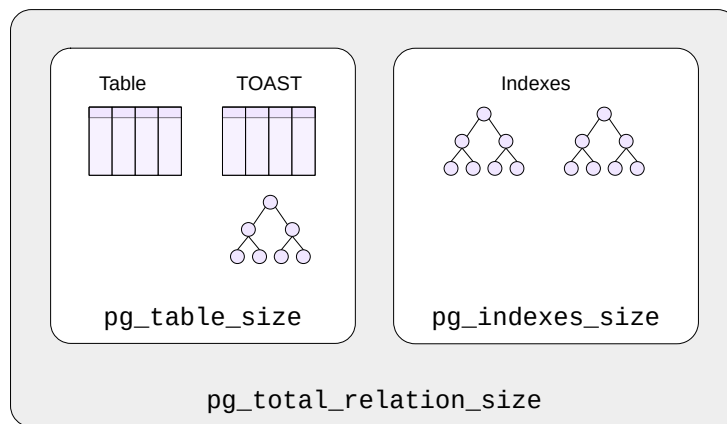 Table
TOAST
Indexes
pg_table_size
pg_indexes_size
pg_total_relation_size